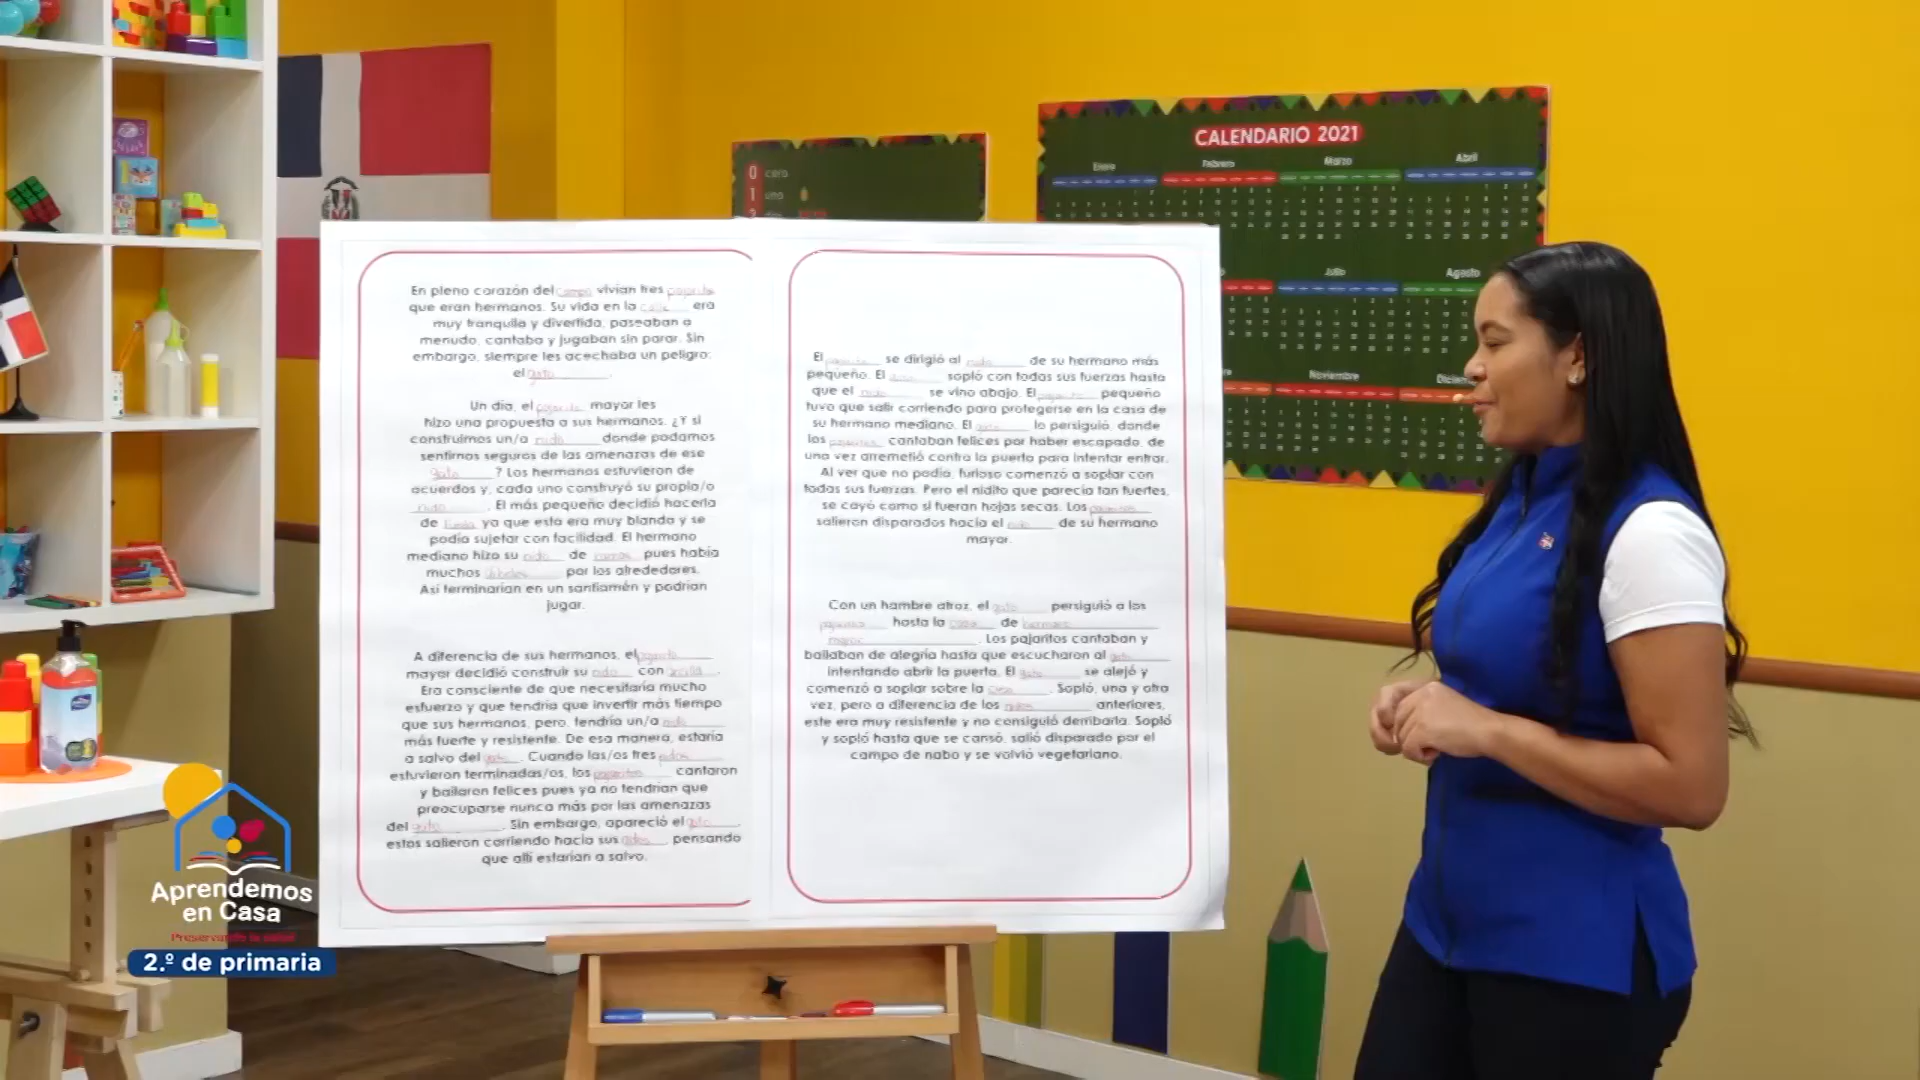 CALENDARIO 2021
Enero Febrero Marzo Abril
Julio Agosto
Noviembre
0 cero
1 uno
En pleno corazón del campo vivían tres pajaritos
que eran hermanos. Su vida en la calle era
muy tranquila y divertida, paseaban a
menudo, cantaba y jugaban sin parar. Sin
embargo, siempre les acechaba un peligro:
el gato.
Un día, el pajarito mayor les
hizo una propuesta a sus hermanos. ¿Y si
construimos un/a nido donde podamos
sentirnos seguros de las amenazas de ese
gato? Los hermanos estuvieron de
acuerdos y, cada uno construyó su propia/o
nido. El más pequeño decidió hacerla
de ya que esta era muy blanda y se
podía sujetar con facilidad. El hermano
mediano hizo su nido de ramas pues había
muchos árboles por los alrededores.
Así terminarían en un santiamén y podrían
jugar.
A diferencia de sus hermanos, el pajarito
mayor decidió construir su nido con
Era consciente de que necesitaría mucho
esfuerzo y que tendría que invertir más tiempo
que sus hermanos, pero, tendría un/a nido
más fuerte y resistente. De esa manera, estaría
a salvo del gato. Cuando las/os tres nidos
estuvieron terminadas/os, los pajaritos cantaron
y bailaron felices pues ya no tendrían que
preocuparse nunca más por las amenazas
del gato. Sin embargo, apareció el gato,
estos salieron corriendo hacia sus nidos, pensando
que allí estarían a salvo.
El se dirigió al nido de su hermano más
pequeño. El sopló con todas sus fuerzas hasta
que el nido se vino abajo. El pajarito pequeño
tuvo que salir corriendo para protegerse en la casa de
su hermano mediano. El gato lo persiguió, donde
los pajaritos cantaban felices por haber escapado, de
una vez arremetió contra la puerta para intentar entrar.
Al ver que no podía, furioso comenzó a soplar con
todas sus fuerzas. Pero el nidito que parecía tan fuertes,
se cayó como si fueran hojas secas. Los pajaritos
salieron disparados hacia el nido de su hermano
mayor.
Con un hambre atroz, el gato persiguió a los
pajaritos hasta la casa de hermano
mayor. Los pajaritos cantaban y
bailaban de alegría hasta que escucharon al gato
intentando abrir la puerta. El gato se alejó y
comenzó a soplar sobre la casa. Sopló, una y otra
vez, pero a diferencia de los nidos anteriores,
este era muy resistente y no consiguió derribarla. Sopló
y sopló hasta que se cansó, salió disparado por el
campo de nabo y se volvió vegetariano.
Aprendemos
en Casa
Preservando la salud
2.º de primaria